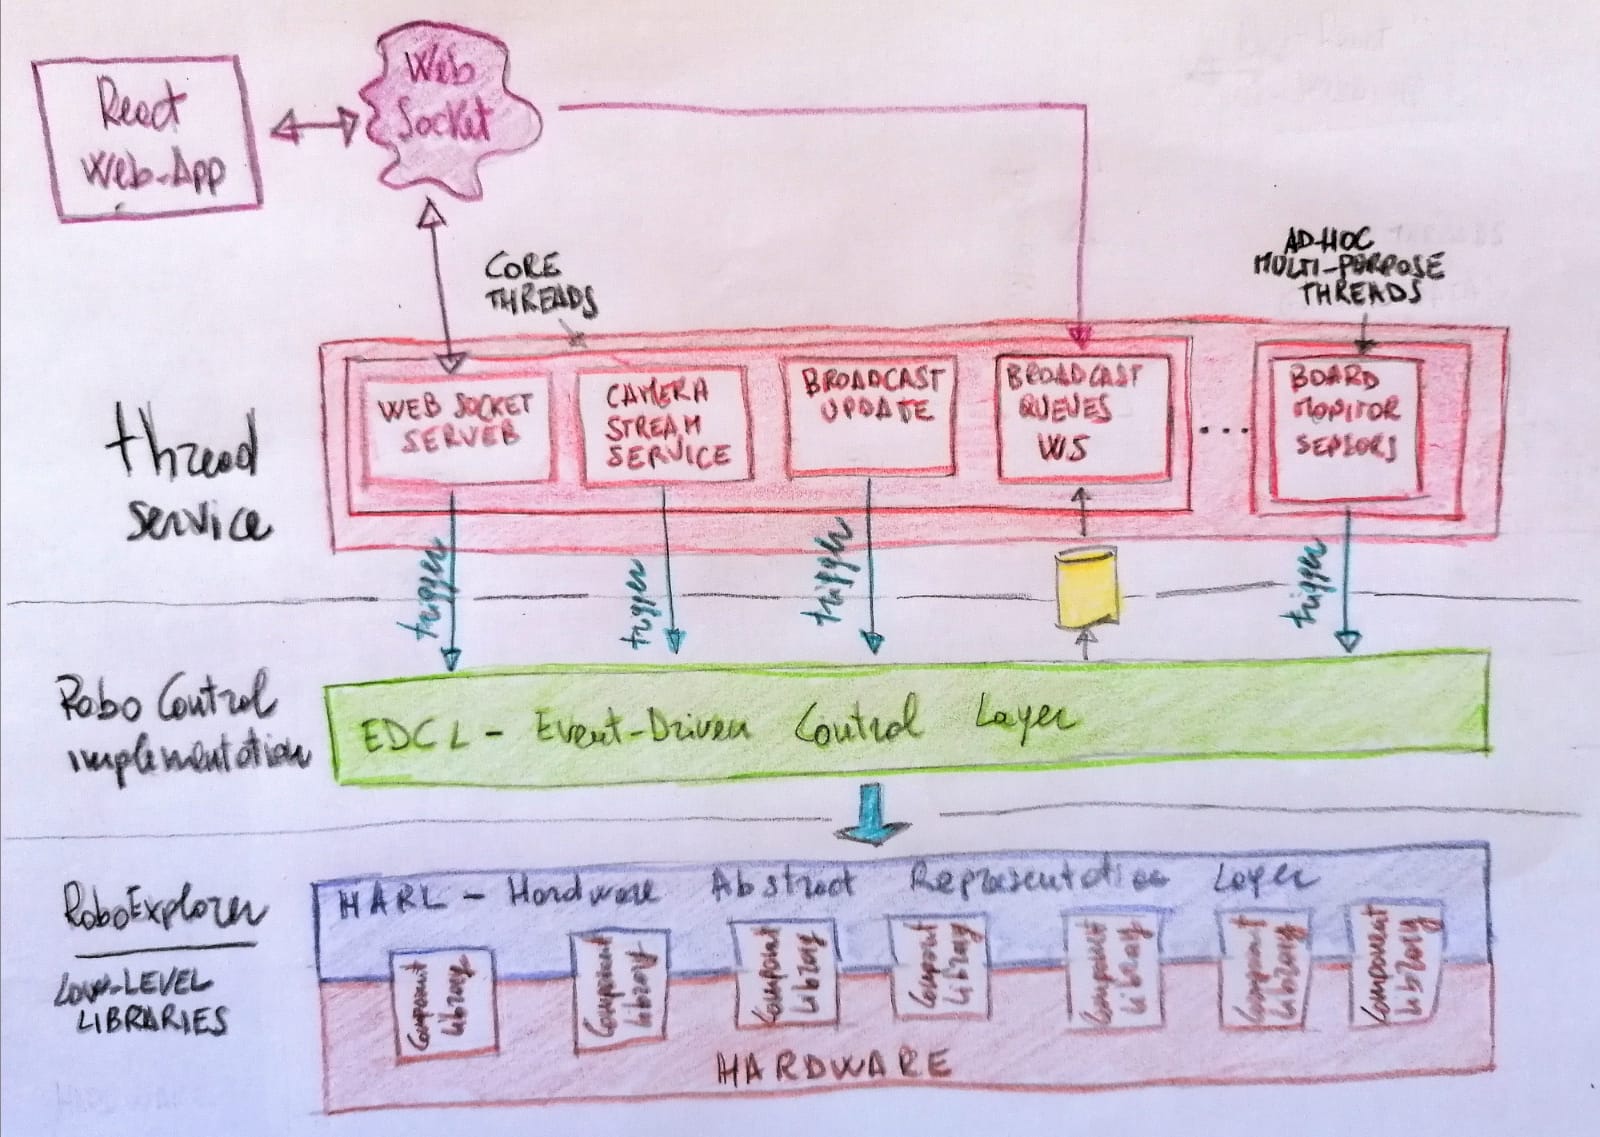 React
Web-App
Web
Socket
CORE
THREADS
AD-HOC
MULTI-PURPOSE
THREADS
thread
service
WEB SOCKET
SERVER
CAMERA
STREAM
SERVICE
BROADCAST
UPDATE
BROADCAST
QUEUES
WS
...
BOARD
MONITOR
SENSORS
trigger
trigger
trigger
trigger
Robo Control
implementation
EDCL - Event-Driven Control Layer
RoboExplorer
LOW-LEVEL
LIBRARIES
HARL - Hardware Abstract Representation Layer
Component
Library
Component
Library
Component
Library
Component
Library
Component
Library
Component
Library
Component
Library
HARDWARE